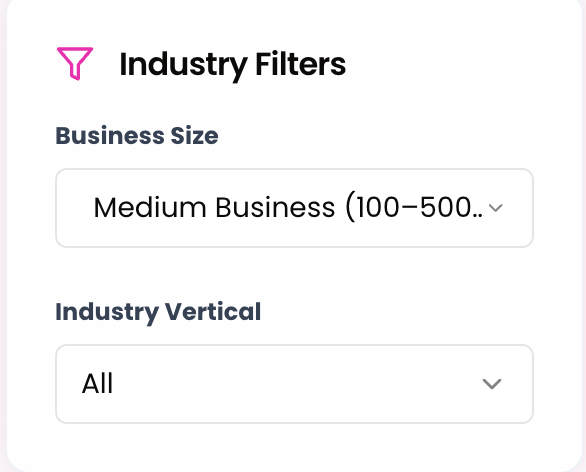 Industry Filters
Business Size
Medium Business (100–500..
Industry Vertical
All